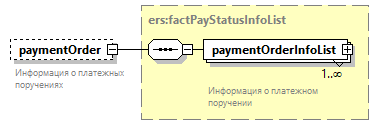 ers:factPayStatusInfoList
paymentOrder
paymentOrderInfoList
1..∞
Информация о платежных
поручениях
Информация о платежном
поручении